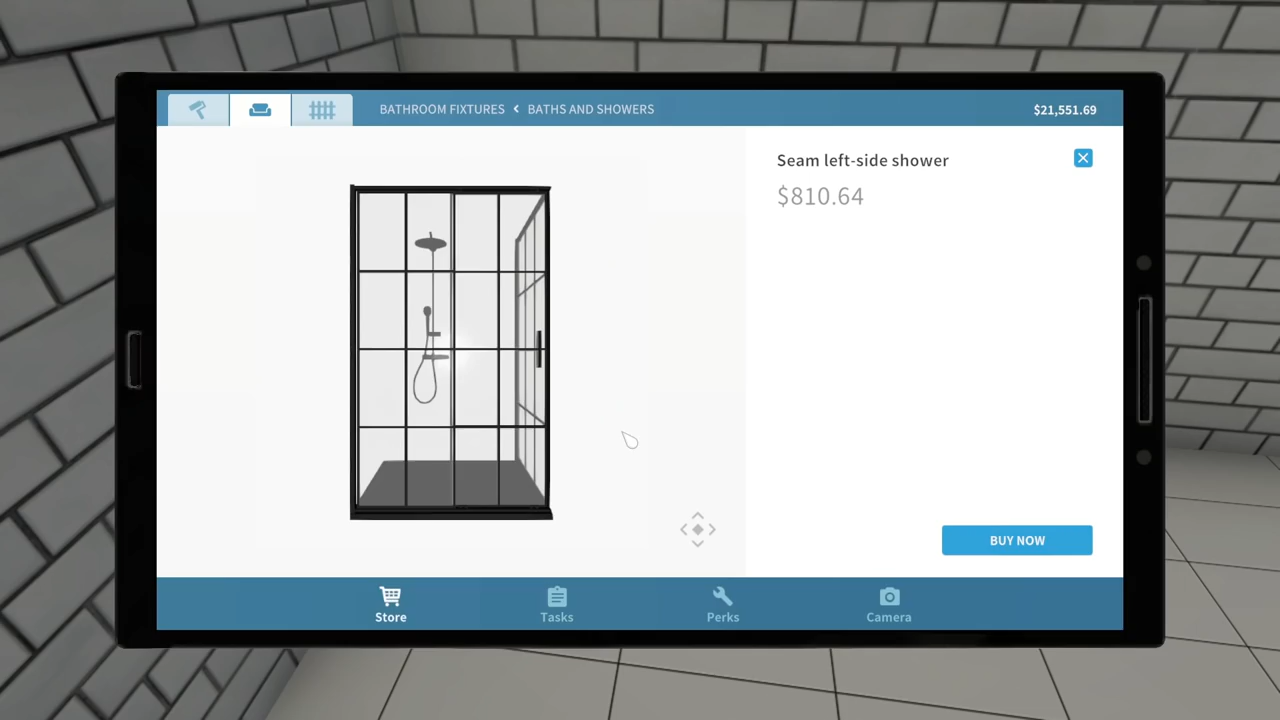 BATHROOM FIXTURES < BATHS AND SHOWERS
$21,551.69
Seam left-side shower
$810.64
BUY NOW
Store
Tasks
Perks
Camera